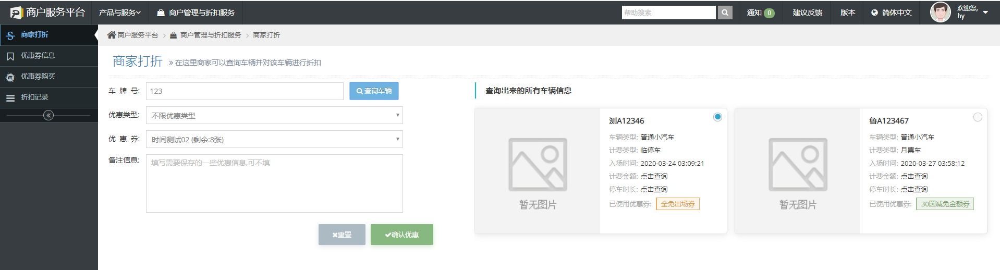 商户服务平台 产品与服务 商户管理与折扣服务 帮助搜索 通知 0 建议反馈 版本 简体中文 欢迎您, hy
商家打折
优惠券信息
优惠券购买
折扣记录
商户服务平台 > 商户管理与折扣服务 > 商家打折
商家打折 » 在这里商家可以查询车辆并对该车辆进行折扣
车 牌 号: 123 查询车辆
优惠类型: 不限优惠类型
优 惠 券: 时间测试02 (剩余:8张)
备注信息: 填写需要保存的一些优惠信息,可不填
重置 确认优惠
查询出来的所有车辆信息
暂无图片
测A12346
车辆类型: 普通小汽车
计费类型: 临停车
入场时间: 2020-03-24 03:09:21
计费金额: 点击查询
停车时长: 点击查询
已使用优惠券: 全免出场券
暂无图片
鲁A123467
车辆类型: 普通小汽车
计费类型: 月票车
入场时间: 2020-03-27 03:58:12
计费金额: 点击查询
停车时长: 点击查询
已使用优惠券: 30圆减免金额券